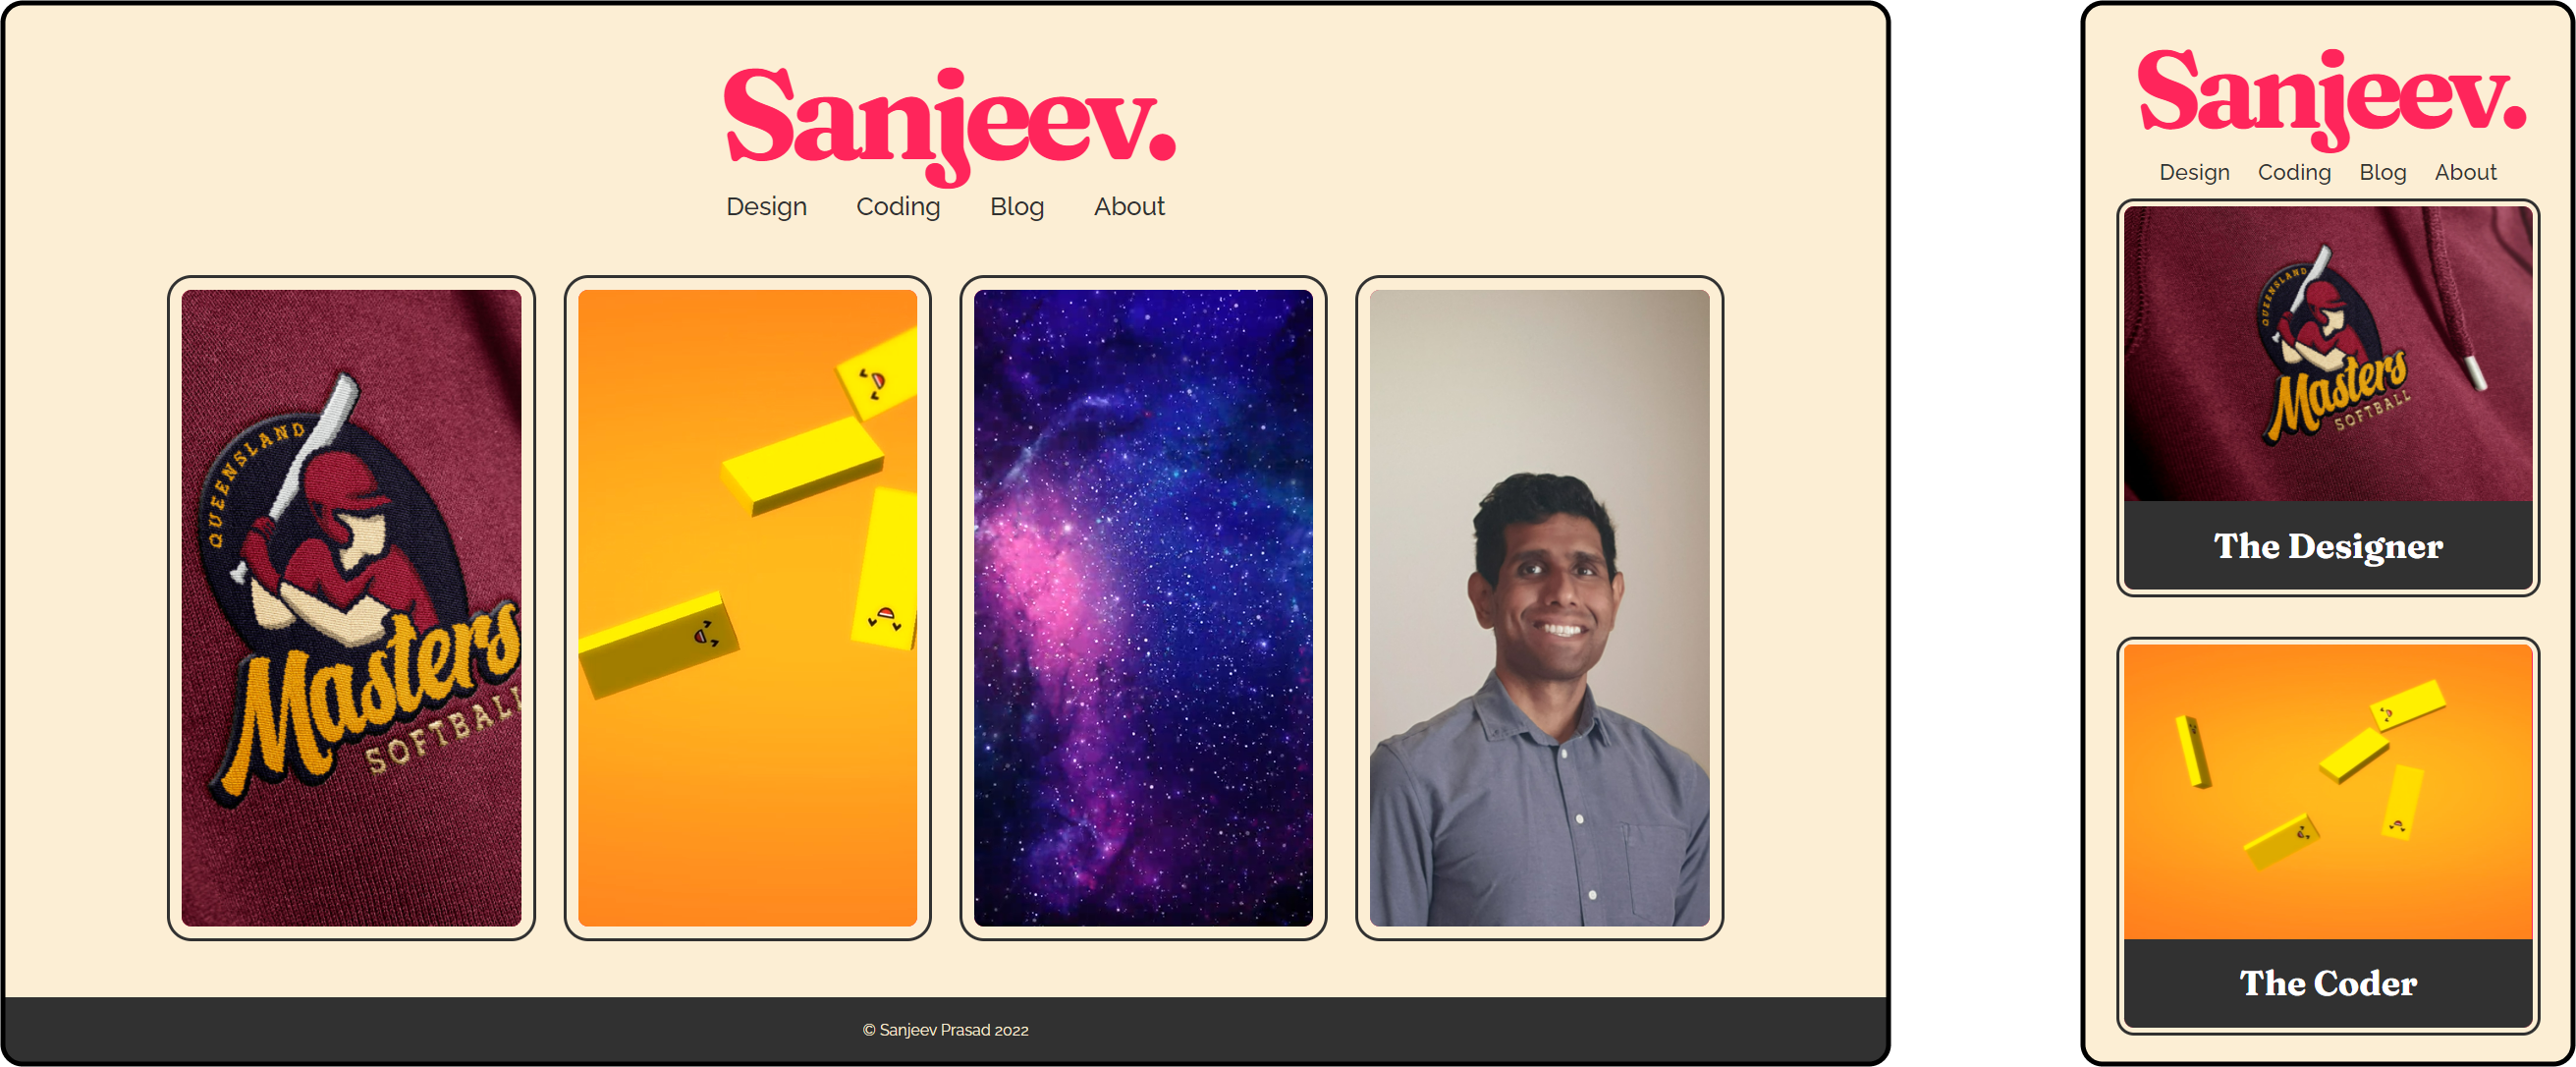 Sanjeev.
Design Coding Blog About
QUEENSLAND
Masters
SOFTBALL
© Sanjeev Prasad 2022
Sanjeev.
Design Coding Blog About
QUEENSLAND
Masters
SOFTBALL
The Designer
The Coder